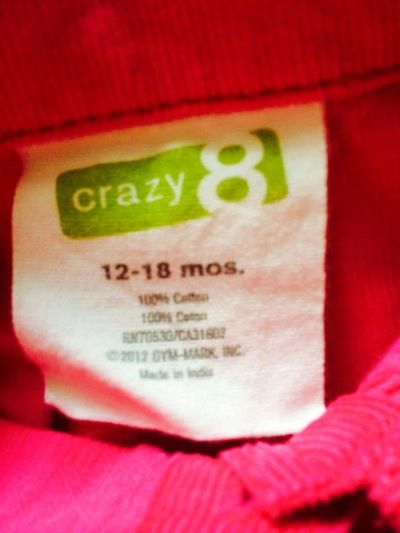 crazy 8
12-18 mos.
100% Cotton
100% Coton
RN70530/CA31602
©2012 GYM-MARK, INC.
Made in India